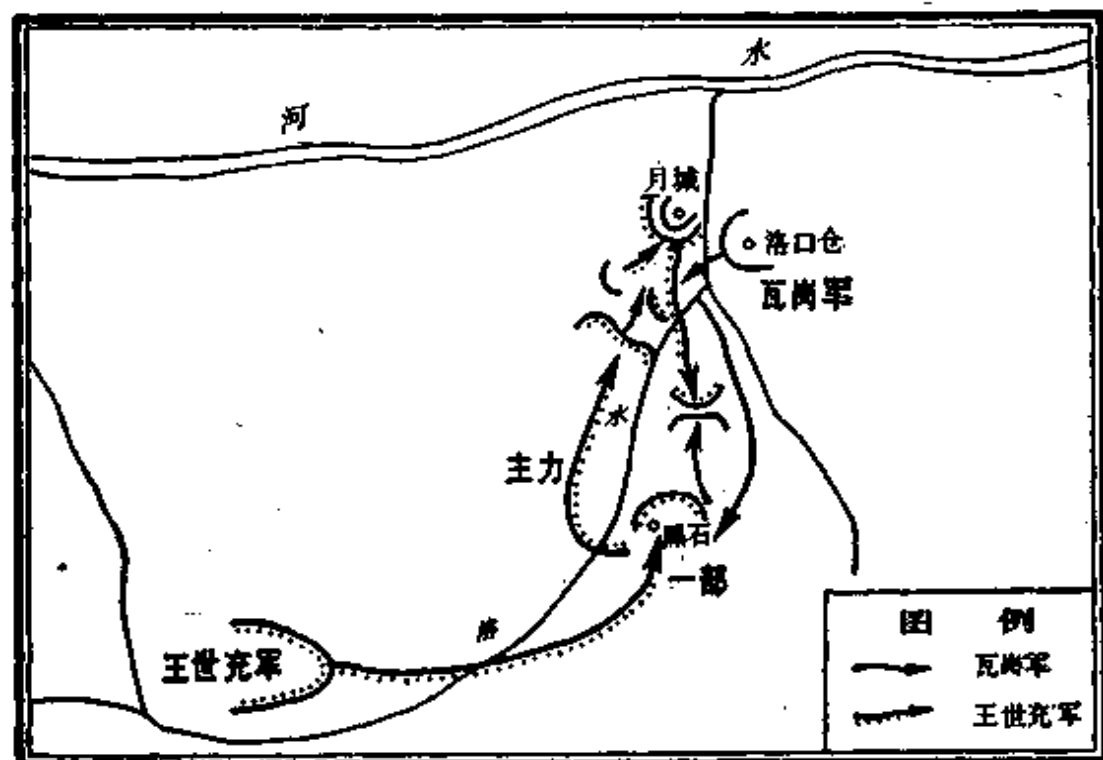 水
河
月城
洛口仓
瓦岗军
水
主力
黑石
一部
洛
王世充军
图 例
瓦岗军
王世充军